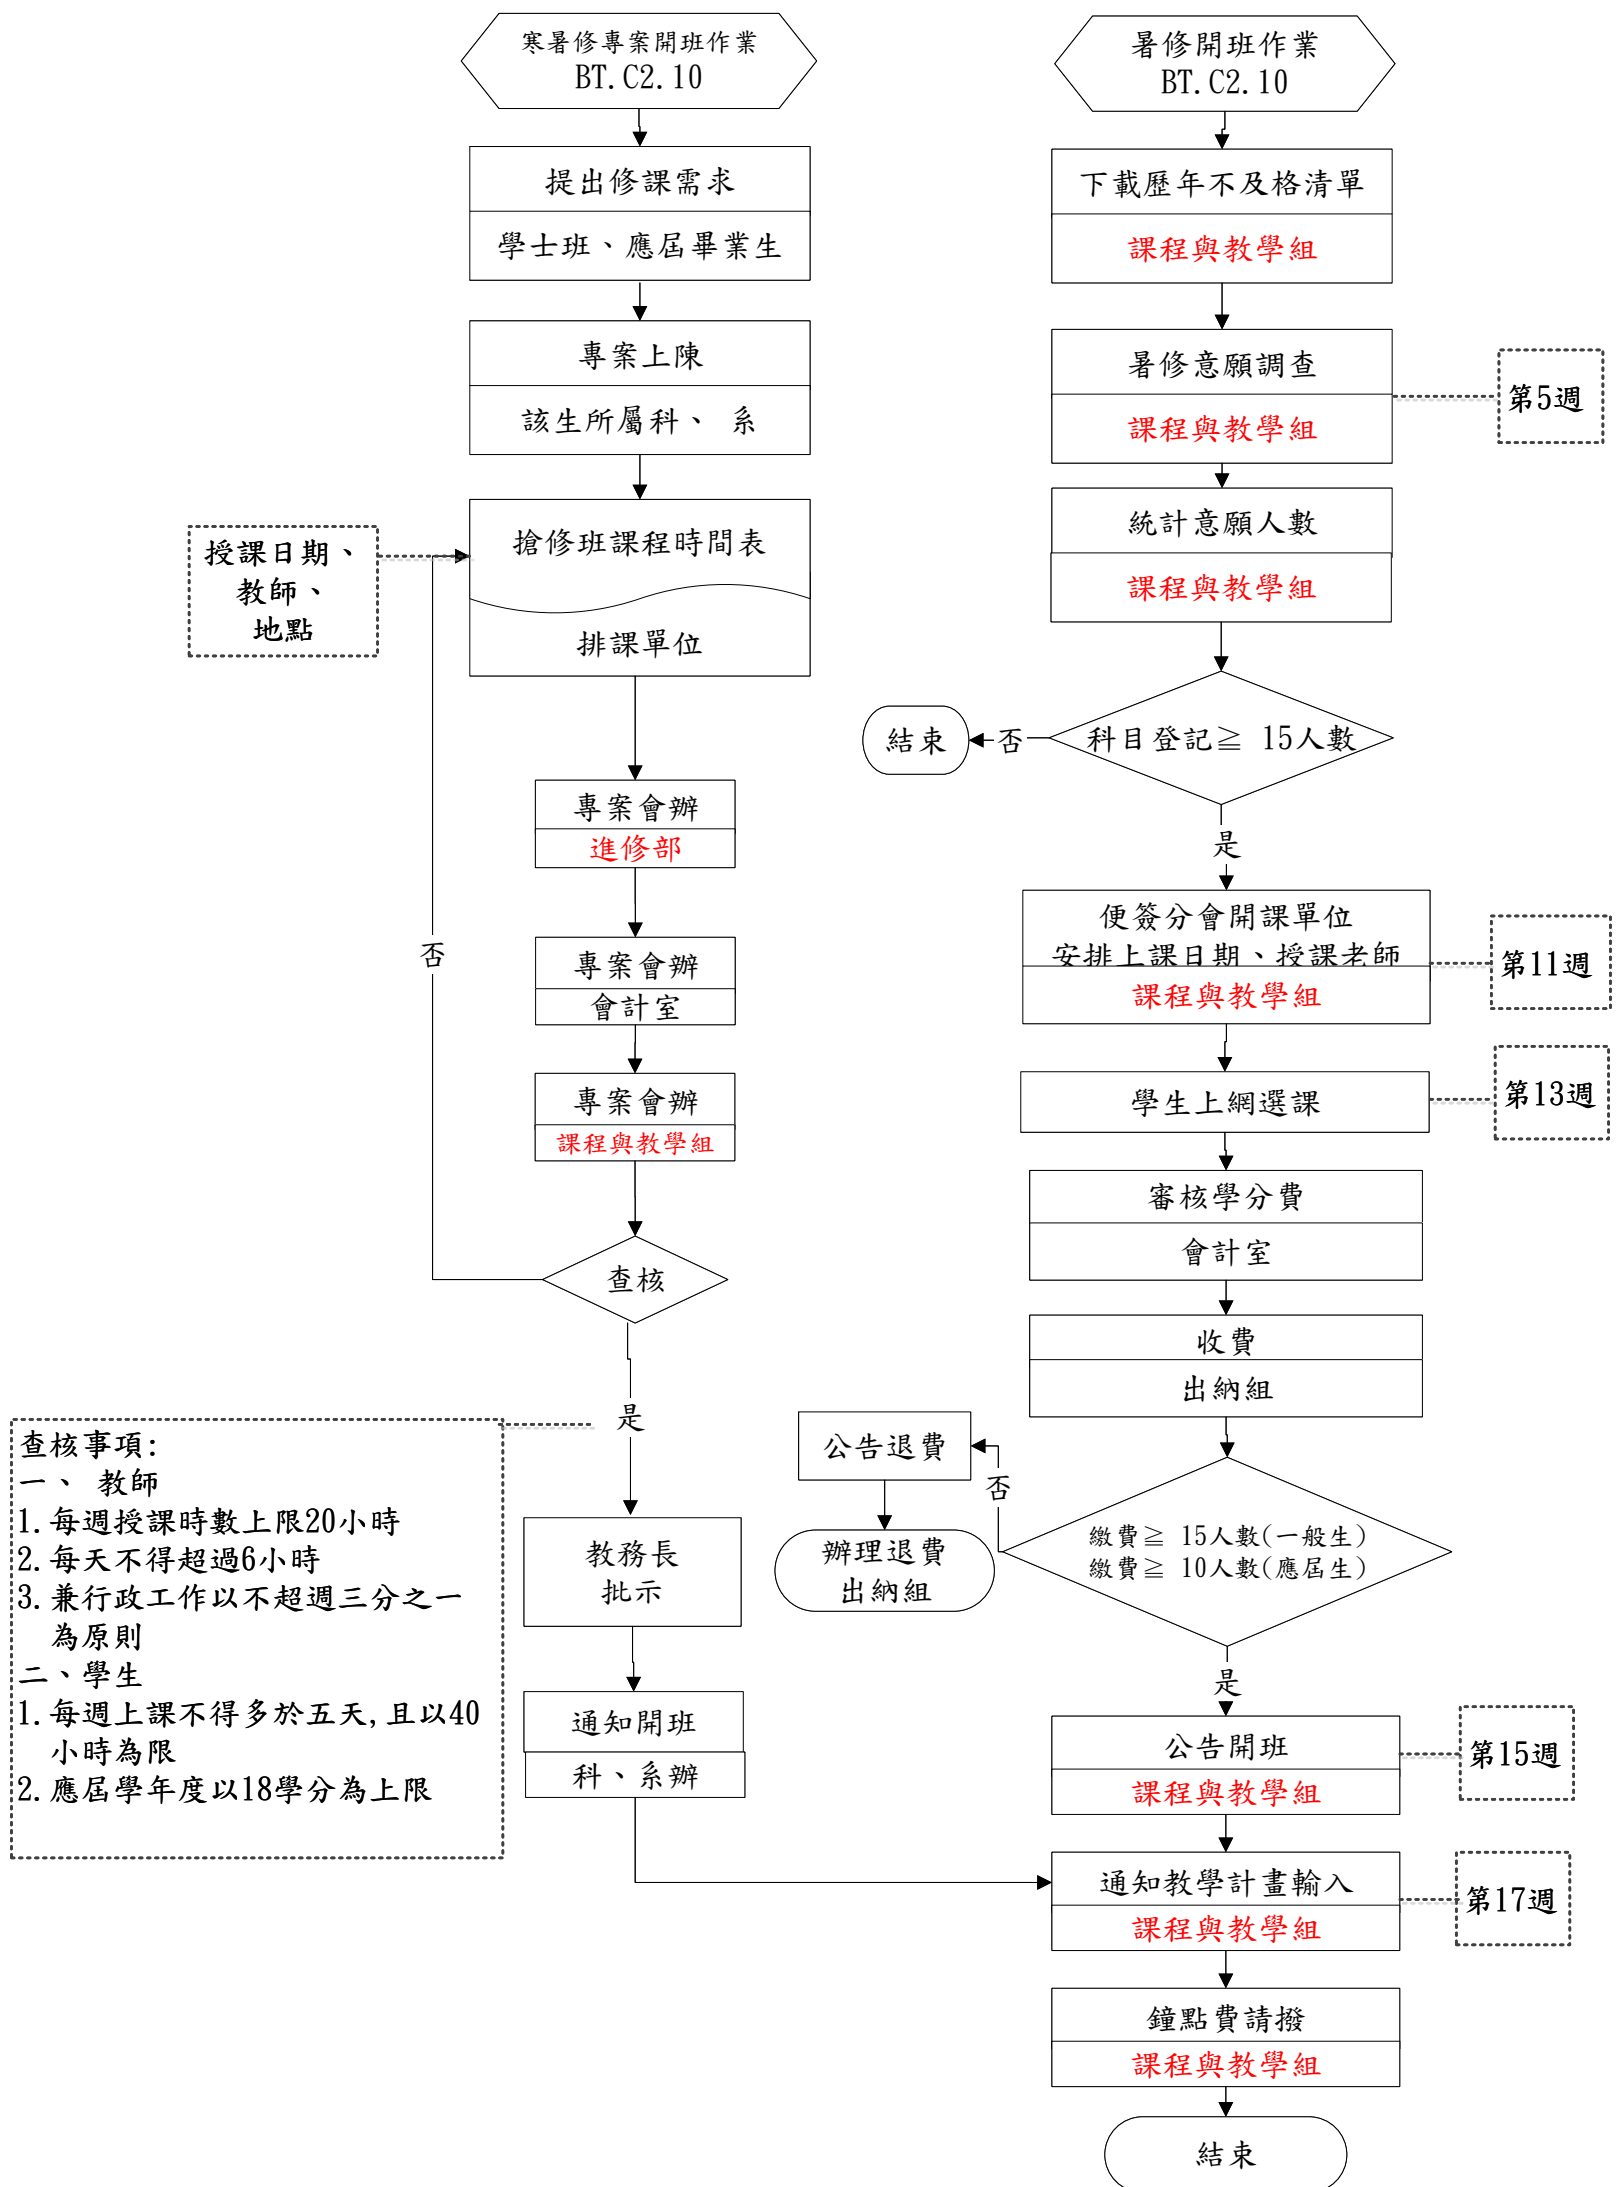 寒暑修專案開班作業
BT.C2.10
提出修課需求
學士班、應屆畢業生
專案上陳
該生所屬科、 系
授課日期、
教師、
地點
搶修班課程時間表
排課單位
專案會辦
進修部
專案會辦
會計室
專案會辦
課程與教學組
否
查核
是
查核事項:
一、 教師
1.每週授課時數上限20小時
2.每天不得超過6小時
3.兼行政工作以不超週三分之一
為原則
二、學生
1.每週上課不得多於五天,且以40
小時為限
2.應屆學年度以18學分為上限
教務長
批示
通知開班
科、系辦
暑修開班作業
BT.C2.10
下載歷年不及格清單
課程與教學組
暑修意願調查
課程與教學組
第5週
統計意願人數
課程與教學組
科目登記≧ 15人數
否
結束
是
便簽分會開課單位
安排上課日期、授課老師
課程與教學組
第11週
學生上網選課
第13週
審核學分費
會計室
收費
出納組
繳費≧ 15人數(一般生)
繳費≧ 10人數(應屆生)
否
公告退費
辦理退費
出納組
是
公告開班
課程與教學組
第15週
通知教學計畫輸入
課程與教學組
第17週
鐘點費請撥
課程與教學組
結束